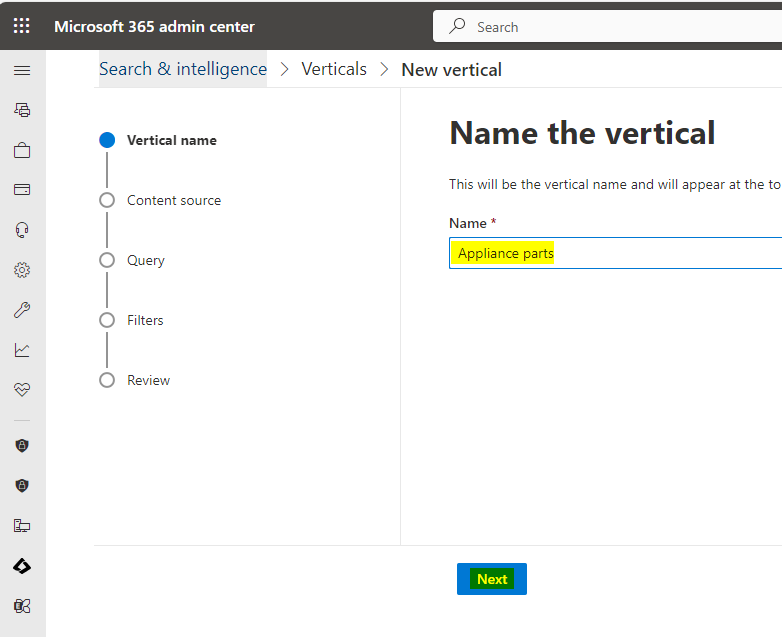 Microsoft 365 admin center
Search
Search & intelligence > Verticals > New vertical
Vertical name
Content source
Query
Filters
Review
Name the vertical
This will be the vertical name and will appear at the to
Name *
Appliance parts
Next